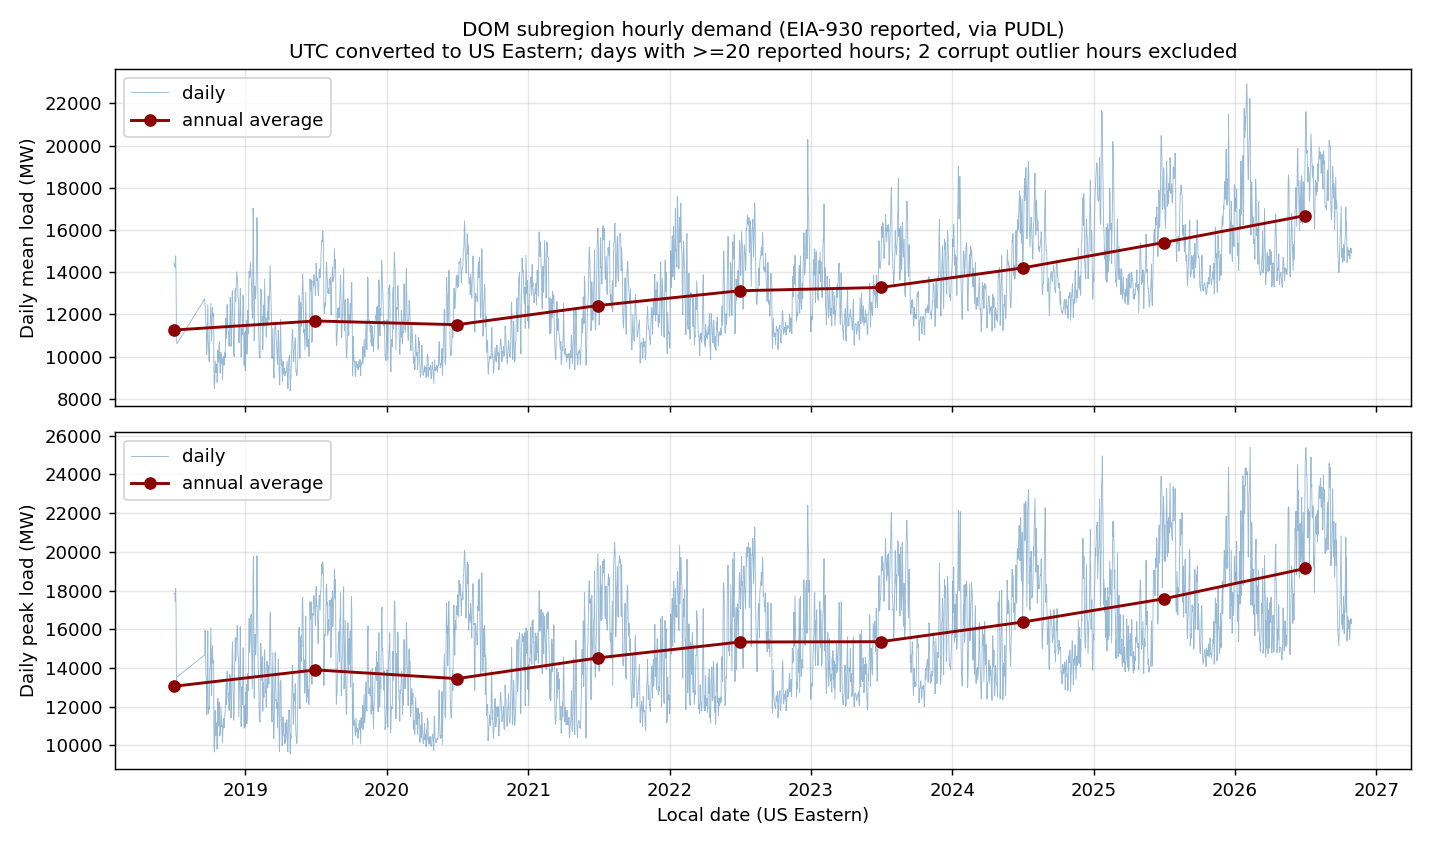 DOM subregion hourly demand (EIA-930 reported, via PUDL)
UTC converted to US Eastern; days with >=20 reported hours; 2 corrupt outlier hours excluded
daily
annual average
Daily mean load (MW)
22000
20000
18000
16000
14000
12000
10000
8000
daily
annual average
Daily peak load (MW)
26000
24000
22000
20000
18000
16000
14000
12000
10000
2019 2020 2021 2022 2023 2024 2025 2026 2027
Local date (US Eastern)